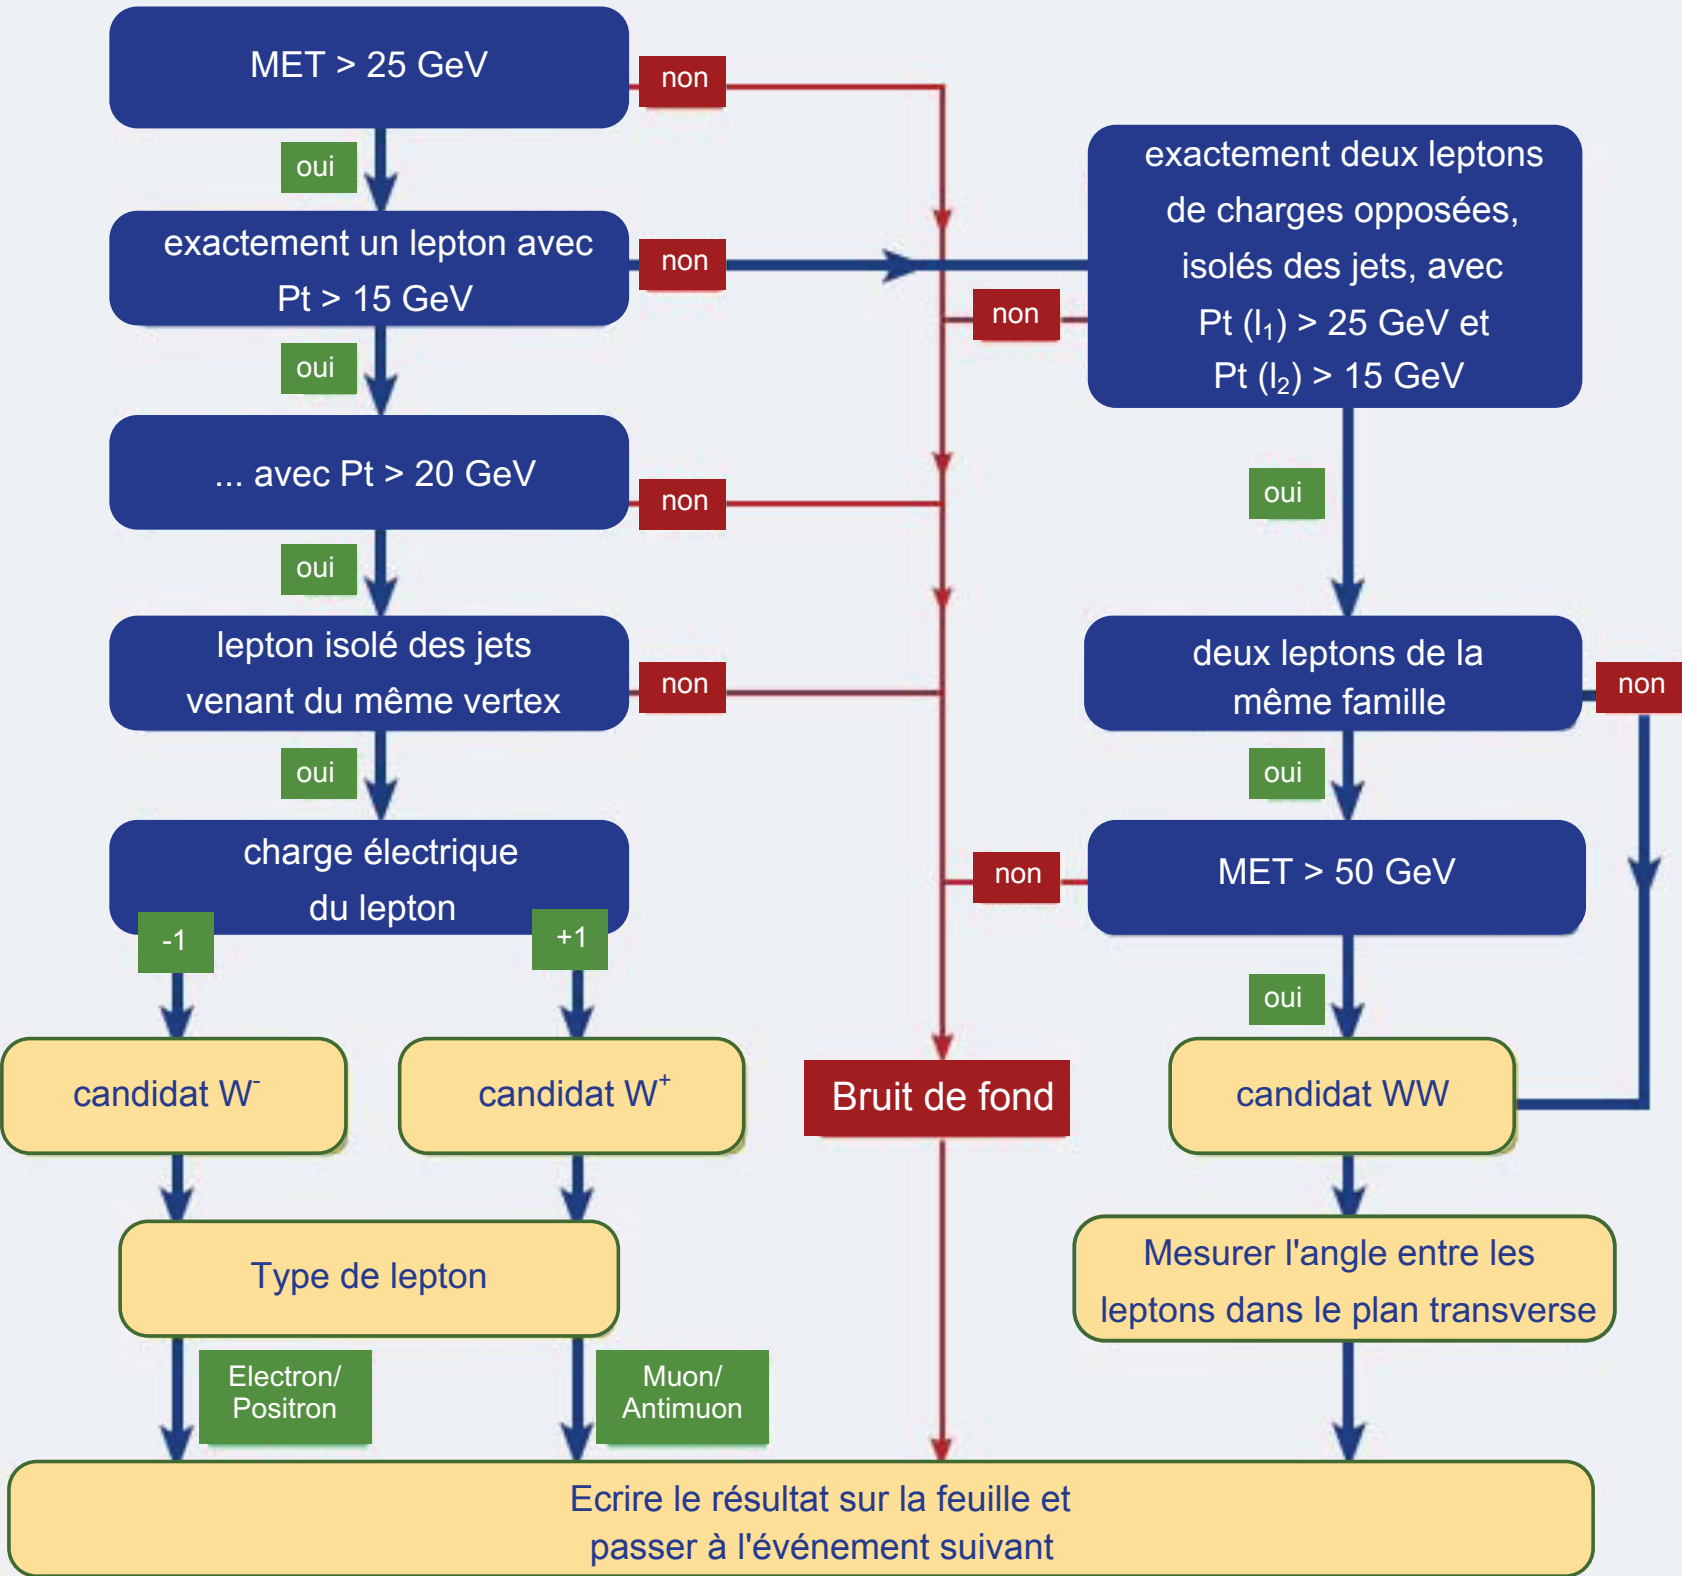 MET > 25 GeV
non
oui
exactement un lepton avec
Pt > 15 GeV
non
oui
... avec Pt > 20 GeV
non
oui
lepton isolé des jets
venant du même vertex
non
oui
charge électrique
du lepton
-1
+1
candidat W⁻
candidat W⁺
Type de lepton
Electron/
Positron
Muon/
Antimuon
Bruit de fond
exactement deux leptons
de charges opposées,
isolés des jets, avec
Pt (l₁) > 25 GeV et
Pt (l₂) > 15 GeV
non
oui
deux leptons de la
même famille
non
oui
MET > 50 GeV
non
oui
candidat WW
Mesurer l'angle entre les
leptons dans le plan transverse
Ecrire le résultat sur la feuille et
passer à l'événement suivant